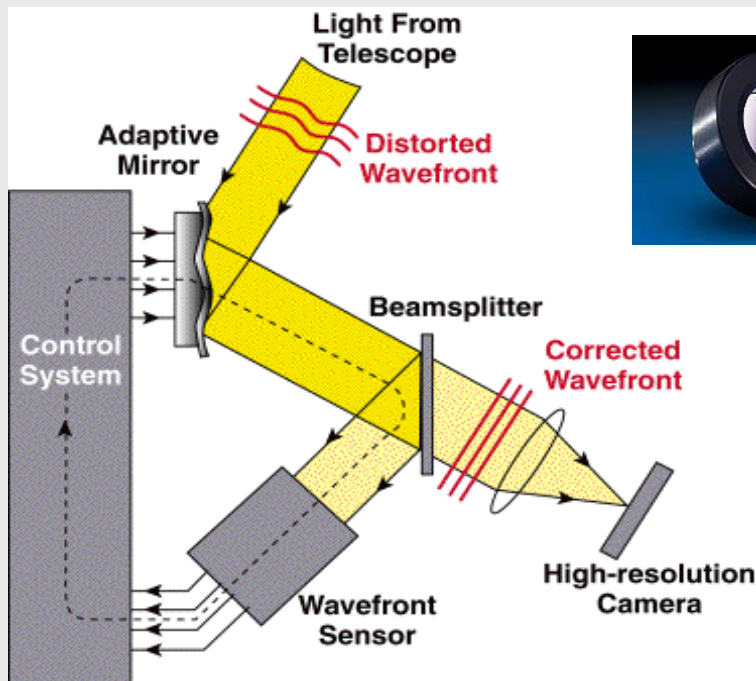 Light From
Telescope
Adaptive
Mirror
Distorted
Wavefront
Beamsplitter
Control
System
Corrected
Wavefront
High-resolution
Camera
Wavefront
Sensor